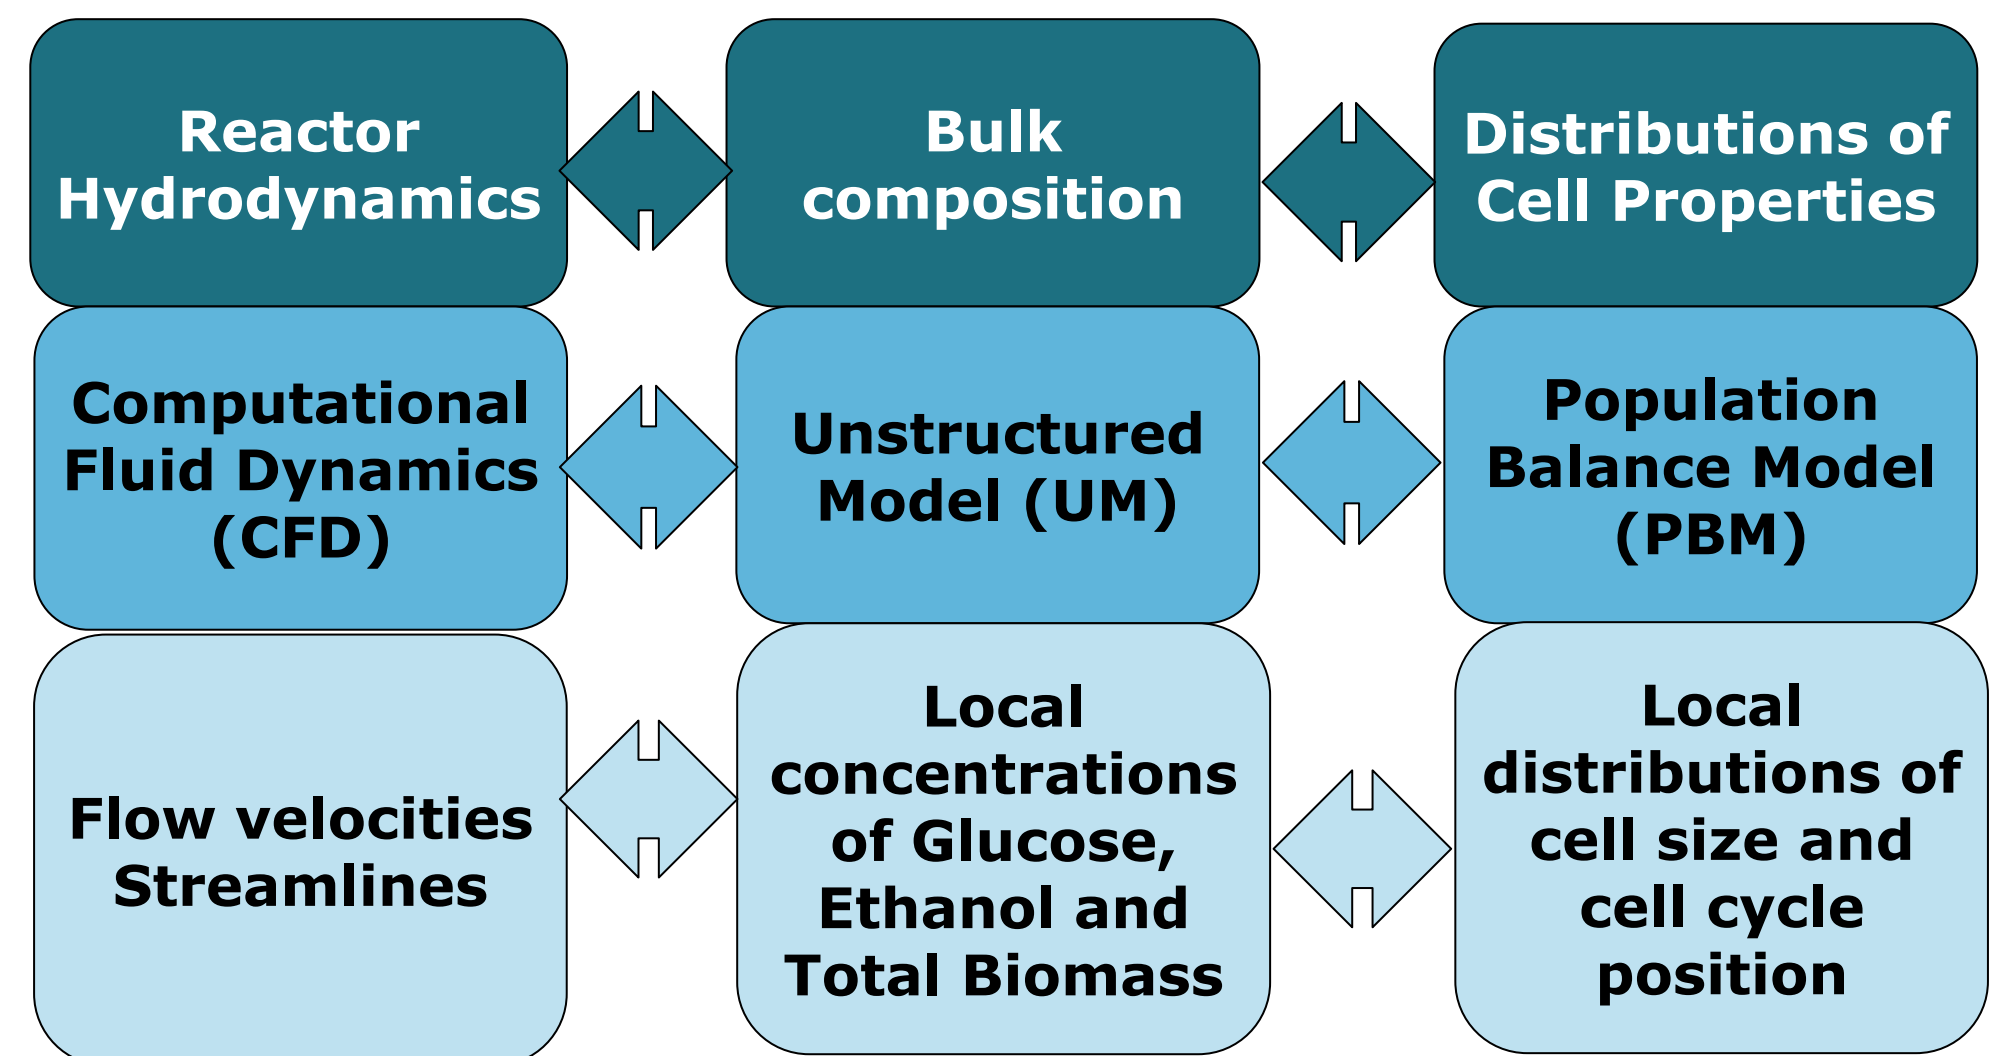 Reactor
Hydrodynamics
Bulk
composition
Distributions of
Cell Properties
Computational
Fluid Dynamics
(CFD)
Unstructured
Model (UM)
Population
Balance Model
(PBM)
Flow velocities
Streamlines
Local
concentrations
of Glucose,
Ethanol and
Total Biomass
Local
distributions of
cell size and
cell cycle
position